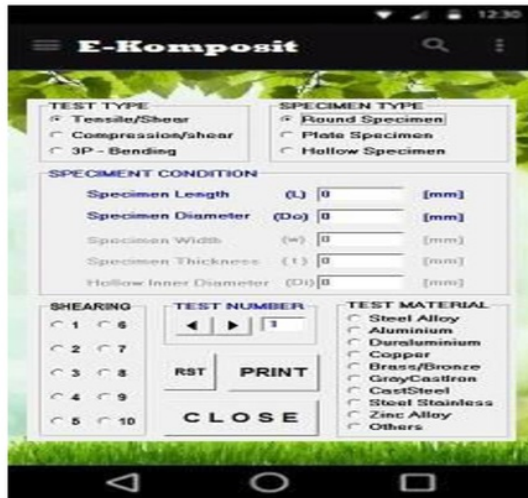 12:30
E-Komposit
TEST TYPE
Tensile/Shear
Compression/shear
3P - Bending
SPECIMEN TYPE
Round Specimen
Plate Specimen
Hollow Specimen
SPECIMENT CONDITION
Specimen Length (L) 0 [mm]
Specimen Diameter (Do) 0 [mm]
Specimen Width (w) 0 [mm]
Specimen Thickness (t) 0 [mm]
Hollow Inner Diameter (Di) 0 [mm]
SHEARING
1 6
2 7
3 8
4 9
5 10
TEST NUMBER
1
RST PRINT
CLOSE
TEST MATERIAL
Steel Alloy
Aluminium
Duraluminium
Copper
Brass/Bronze
GrayCastIron
CastSteel
Steel Stainless
Zinc Alloy
Others